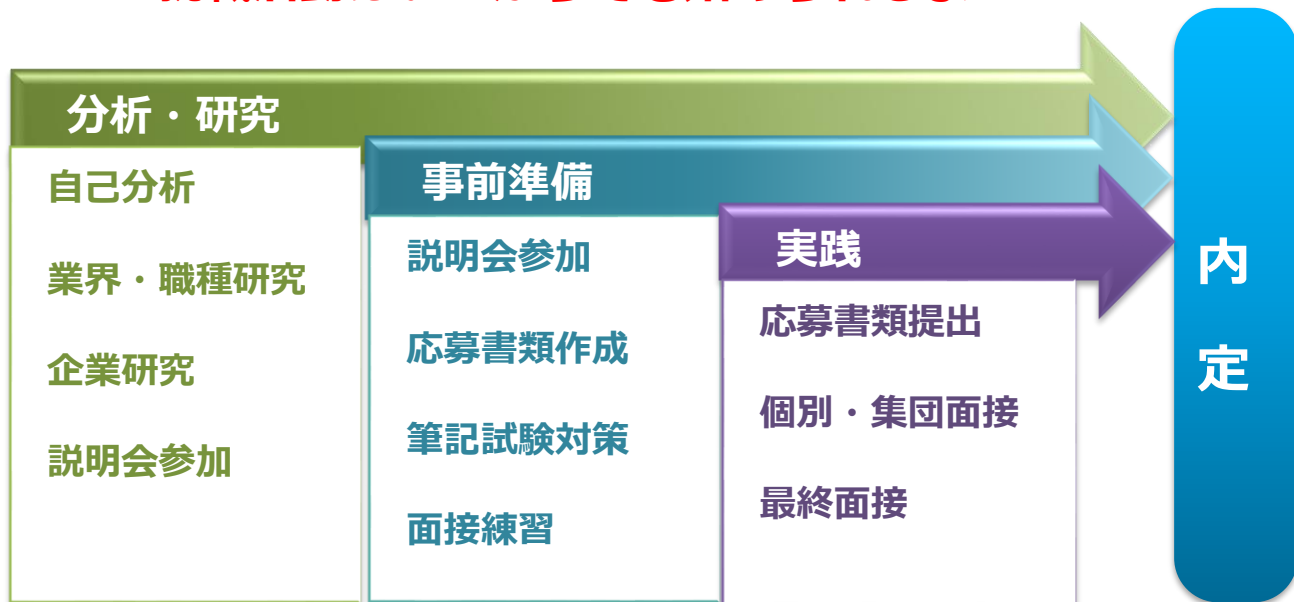 分析・研究
自己分析
業界・職種研究
企業研究
説明会参加
事前準備
説明会参加
応募書類作成
筆記試験対策
面接練習
実践
応募書類提出
個別・集団面接
最終面接
内
定